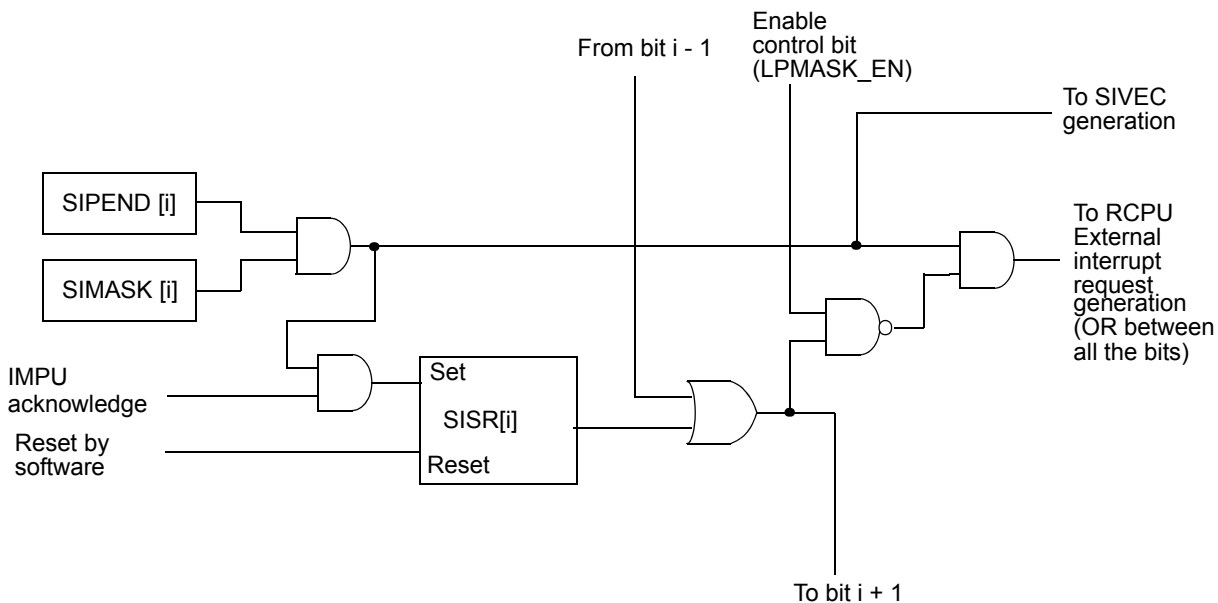 From bit i - 1
Enable
control bit
(LPMASK_EN)
To SIVEC
generation
SIPEND [i]
SIMASK [i]
To RCPU
External
interrupt
request
generation
(OR between
all the bits)
IMPU
acknowledge
Set
SISR[i]
Reset by
software
Reset
To bit i + 1